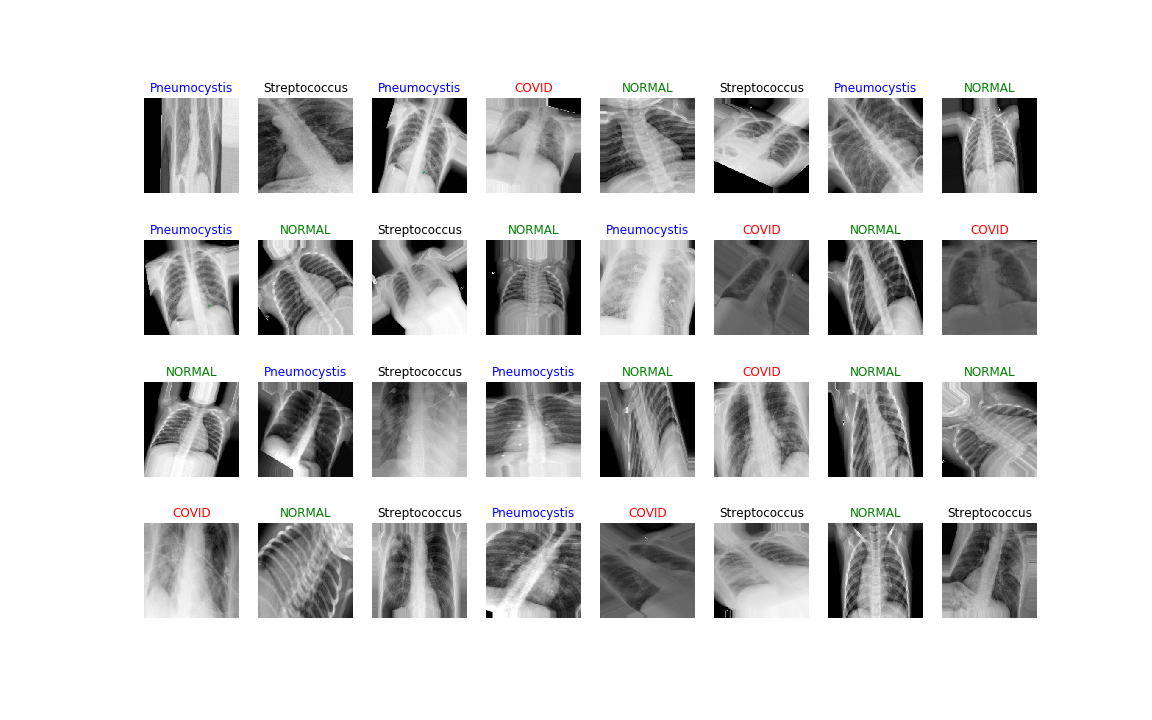 Pneumocystis Streptococcus Pneumocystis COVID NORMAL Streptococcus Pneumocystis NORMAL
Pneumocystis NORMAL Streptococcus NORMAL Pneumocystis COVID NORMAL COVID
NORMAL Pneumocystis Streptococcus Pneumocystis NORMAL COVID NORMAL NORMAL
COVID NORMAL Streptococcus Pneumocystis COVID Streptococcus NORMAL Streptococcus